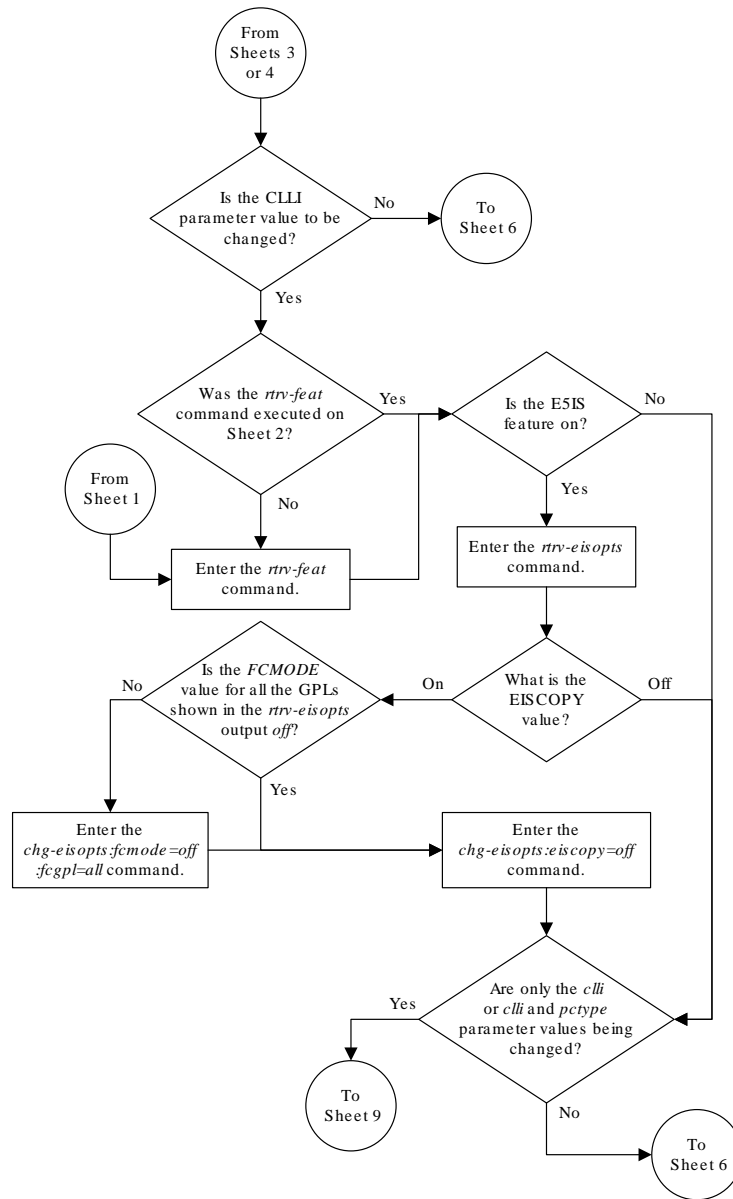 From
Sheets 3
or 4
Is the CLLI
parameter value to be
changed?
No
To
Sheet 6
Yes
Was the rtrv-feat
command executed on
Sheet 2?
Yes
Is the E5IS
feature on?
No
From
Sheet 1
No
Yes
Enter the rtrv-feat
command.
Enter the rtrv-eisopts
command.
Is the FCMODE
value for all the GPLs
shown in the rtrv-eisopts
output off?
No
On
What is the
EISCOPY
value?
Off
Yes
Enter the
chg-eisopts:fcmode=off
:fcgpl=all command.
Enter the
chg-eisopts:eiscopy=off
command.
Are only the clli
or clli and pctype
parameter values being
changed?
Yes
To
Sheet 9
No
To
Sheet 6